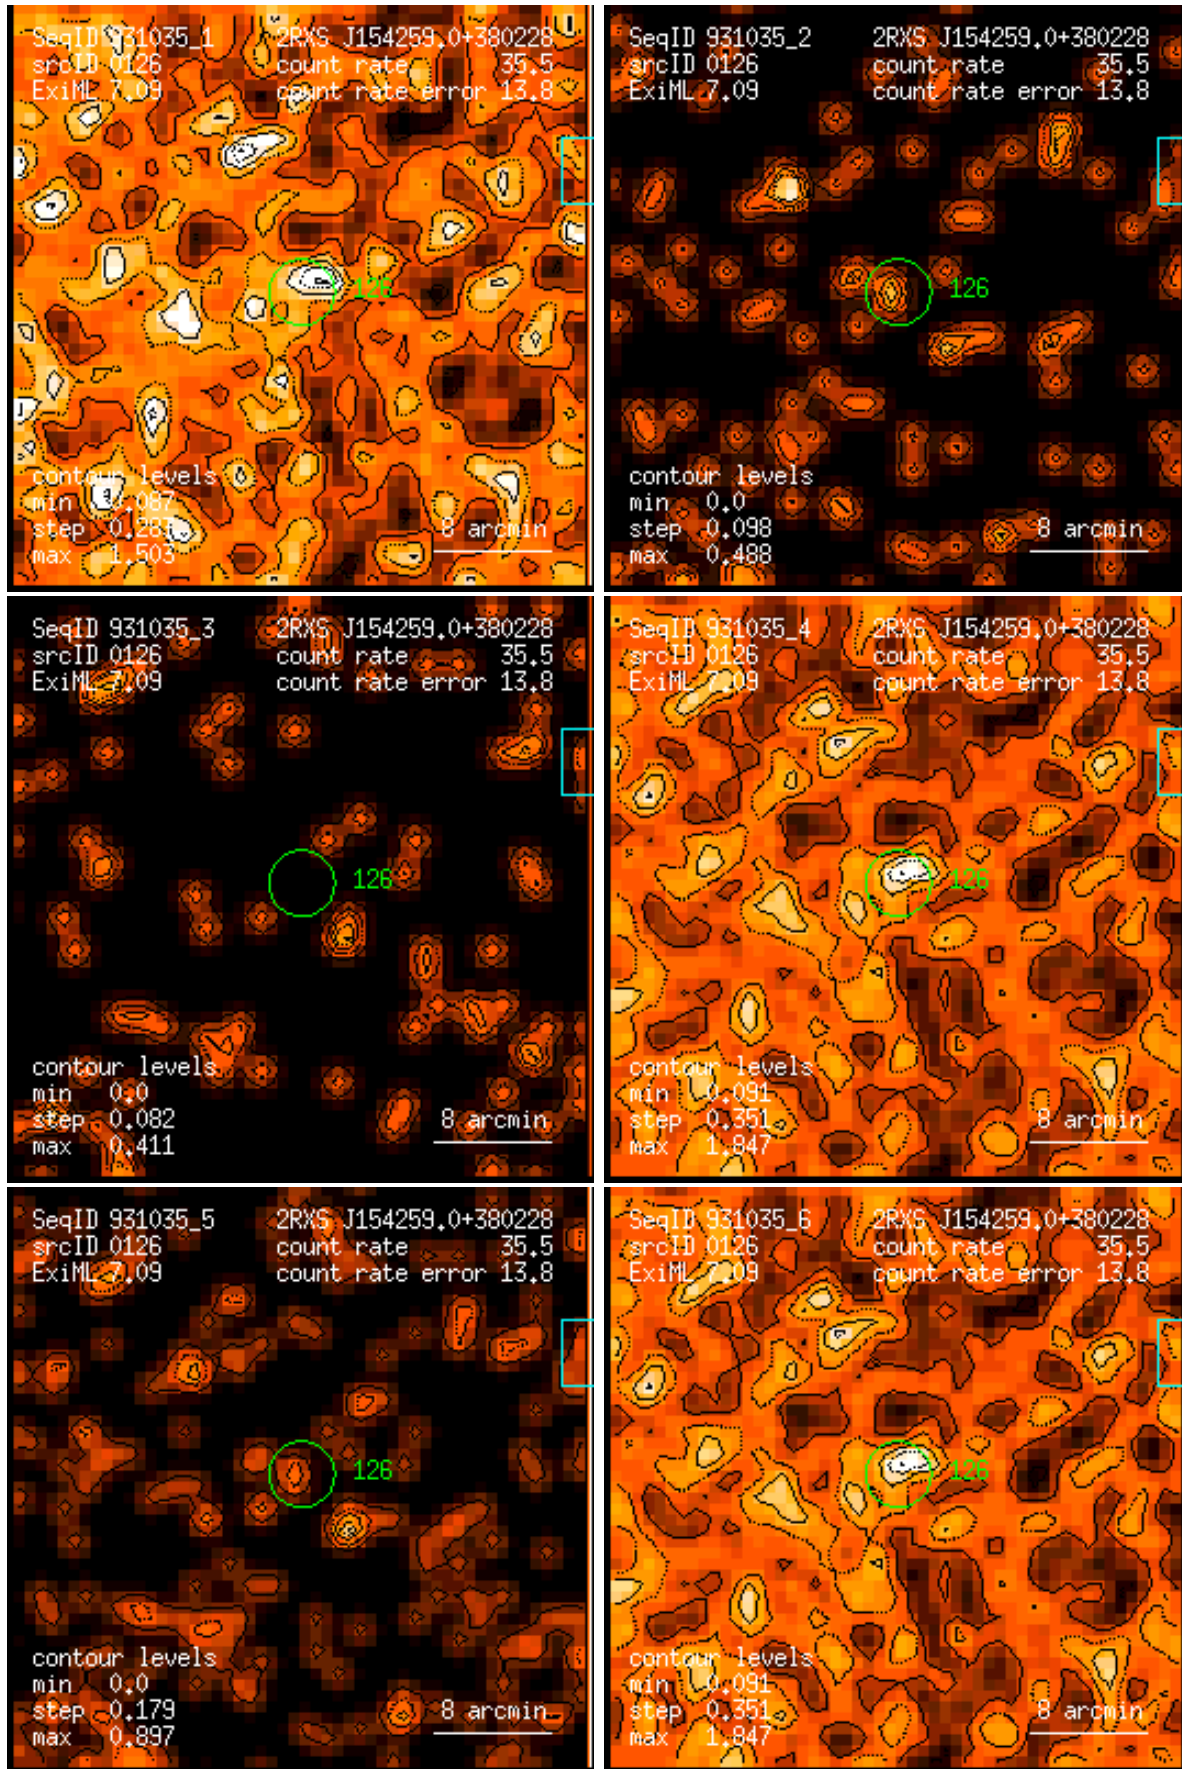 SeqID 931035_1 2RXS J154259.0+380228
srcID 0126 count rate 35.5
ExiML 7.09 count rate error 13.8
126
contour levels
min 0.087
step 0.283
max 1.503
8 arcmin
SeqID 931035_2 2RXS J154259.0+380228
srcID 0126 count rate 35.5
ExiML 7.09 count rate error 13.8
126
contour levels
min 0.0
step 0.098
max 0.488
8 arcmin
SeqID 931035_3 2RXS J154259.0+380228
srcID 0126 count rate 35.5
ExiML 7.09 count rate error 13.8
126
contour levels
min 0.0
step 0.082
max 0.411
8 arcmin
SeqID 931035_4 2RXS J154259.0+380228
srcID 0126 count rate 35.5
ExiML 7.09 count rate error 13.8
126
contour levels
min 0.091
step 0.351
max 1.847
8 arcmin
SeqID 931035_5 2RXS J154259.0+380228
srcID 0126 count rate 35.5
ExiML 7.09 count rate error 13.8
126
contour levels
min 0.0
step 0.179
max 0.897
8 arcmin
SeqID 931035_6 2RXS J154259.0+380228
srcID 0126 count rate 35.5
ExiML 7.09 count rate error 13.8
126
contour levels
min 0.091
step 0.351
max 1.847
8 arcmin